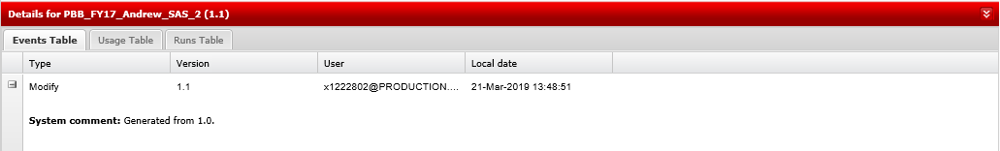 Details for PBB_FY17_Andrew_SAS_2 (1.1)
Events Table Usage Table Runs Table
Type Version User Local date
Modify 1.1 x1222802@PRODUCTION.... 21-Mar-2019 13:48:51
System comment: Generated from 1.0.